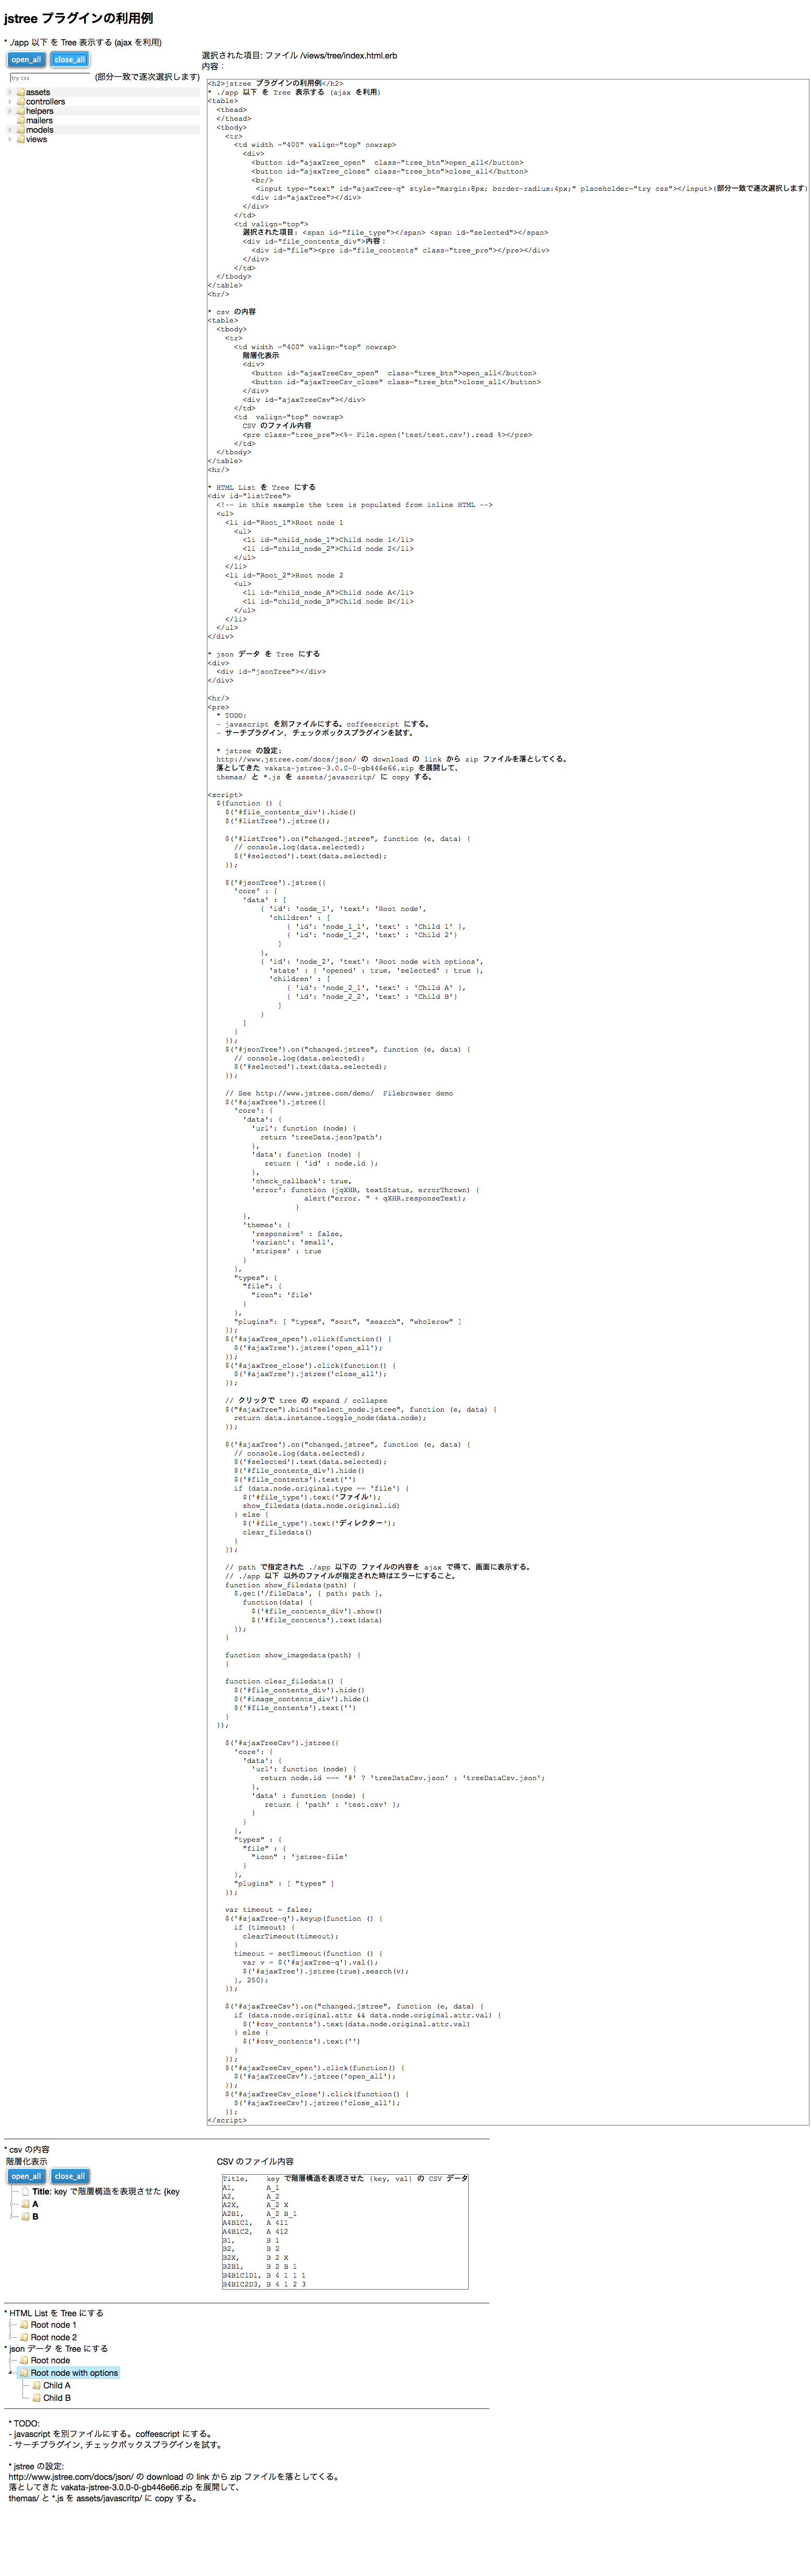 jstree プラグインの利用例
* ./app 以下 を Tree 表示する (ajax を利用)
open_all close_all
try css (部分一致で逐次選択します)
assets
controllers
helpers
mailers
models
views
選択された項目: ファイル /views/tree/index.html.erb
内容：
<h2>jstree プラグインの利用例</h2>
* ./app 以下 を Tree 表示する (ajax を利用)
<table>
  <thead>
  </thead>
  <tbody>
    <tr>
      <td width ="400" valign="top" nowrap>
        <div>
          <button id="ajaxTree_open"  class="tree_btn">open_all</button>
          <button id="ajaxTree_close" class="tree_btn">close_all</button>
          <br/>
           <input type="text" id="ajaxTree-q" style="margin:8px; border-radius:4px;" placeholder="try css"></input>(部分一致で逐次選択します)
          <div id="ajaxTree"></div>
        </div>
      </td>
      <td valign="top">
        選択された項目: <span id="file_type"></span> <span id="selected"></span>
        <div id="file_contents_div">内容：
          <div id="file"><pre id="file_contents" class="tree_pre"></pre></div>
        </div>
      </td>
  </tbody>
</table>
<hr/>

* csv の内容
<table>
  <tbody>
    <tr>
      <td width ="400" valign="top" nowrap>
        階層化表示
        <div>
          <button id="ajaxTreeCsv_open"  class="tree_btn">open_all</button>
          <button id="ajaxTreeCsv_close" class="tree_btn">close_all</button>
        </div>
        <div id="ajaxTreeCsv"></div>
      </td>
      <td  valign="top" nowrap>
        CSV のファイル内容
        <pre class="tree_pre"><%= File.open('test/test.csv').read %></pre>
      </td>
  </tbody>
</table>
<hr/>

* HTML List を Tree にする
<div id="listTree">
  <!-- in this example the tree is populated from inline HTML -->
  <ul>
    <li id="Root_1">Root node 1
      <ul>
        <li id="child_node_1">Child node 1</li>
        <li id="child_node_2">Child node 2</li>
      </ul>
    </li>
    <li id="Root_2">Root node 2
      <ul>
        <li id="child_node_A">Child node A</li>
        <li id="child_node_B">Child node B</li>
      </ul>
    </li>
  </ul>
</div>

* json データ を Tree にする
<div>
  <div id="jsonTree"></div>
</div>

<hr/>
<pre>
  * TODO:
  - javascript を別ファイルにする。coffeescript にする。
  - サーチプラグイン, チェックボックスプラグインを試す。

  * jstree の設定:
  http://www.jstree.com/docs/json/ の download の link から zip ファイルを落としてくる。
  落としてきた vakata-jstree-3.0.0-0-gb446e66.zip を展開して、
  themas/ と *.js を assets/javascritp/ に copy する。

<script>
  $(function () {
    $('#file_contents_div').hide()
    $('#listTree').jstree();

    $('#listTree').on("changed.jstree", function (e, data) {
      // console.log(data.selected);
      $('#selected').text(data.selected);
    });

    $('#jsonTree').jstree({
      'core' : {
        'data' : [
            { 'id': 'node_1', 'text': 'Root node',
              'children' : [
                  { 'id': 'node_1_1', 'text' : 'Child 1' },
                  { 'id': 'node_1_2', 'text' : 'Child 2'}
                ]
            },
            { 'id': 'node_2', 'text': 'Root node with options',
              'state' : { 'opened' : true, 'selected' : true },
              'children' : [
                  { 'id': 'node_2_1', 'text' : 'Child A' },
                  { 'id': 'node_2_2', 'text' : 'Child B'}
                ]
            }
        ]
      }
    });
    $('#jsonTree').on("changed.jstree", function (e, data) {
      // console.log(data.selected);
      $('#selected').text(data.selected);
    });

    // See http://www.jstree.com/demo/  Filebrowser demo
    $('#ajaxTree').jstree({
      'core': {
        'data': {
          'url': function (node) {
            return 'treeData.json?path';
          },
          'data': function (node) {
             return { 'id' : node.id };
          },
          'check_callback': true,
          'error': function (jqXHR, textStatus, errorThrown) {
                      alert("error. " + qXHR.responseText);
                    }
        },
        'themes': {
          'responsive' : false,
          'variant': 'small',
          'stripes' : true
        }
      },
      "types": {
        "file": {
          "icon": 'file'
        }
      },
      "plugins": [ "types", "sort", "search", "wholerow" ]
    });
    $('#ajaxTree_open').click(function() {
      $('#ajaxTree').jstree('open_all');
    });
    $('#ajaxTree_close').click(function() {
      $('#ajaxTree').jstree('close_all');
    });

    // クリックで tree の expand / collapse
    $("#ajaxTree").bind("select_node.jstree", function (e, data) {
      return data.instance.toggle_node(data.node);
    });

    $('#ajaxTree').on("changed.jstree", function (e, data) {
      // console.log(data.selected);
      $('#selected').text(data.selected);
      $('#file_contents_div').hide()
      $('#file_contents').text('')
      if (data.node.original.type == 'file') {
        $('#file_type').text('ファイル');
        show_filedata(data.node.original.id)
      } else {
        $('#file_type').text('ディレクター');
        clear_filedata()
      }
    });

    // path で指定された ./app 以下の ファイルの内容を ajax で得て、画面に表示する。
    // ./app 以下 以外のファイルが指定された時はエラーにすること。
    function show_filedata(path) {
      $.get('/fileData', { path: path },
        function(data) {
          $('#file_contents_div').show()
          $('#file_contents').text(data)
      });
    }

    function show_imagedata(path) {
    }

    function clear_filedata() {
      $('#file_contents_div').hide()
      $('#image_contents_div').hide()
      $('#file_contents').text('')
    }
  });

    $('#ajaxTreeCsv').jstree({
      'core': {
        'data': {
          'url': function (node) {
            return node.id === '#' ? 'treeDataCsv.json' : 'treeDataCsv.json';
          },
          'data' : function (node) {
             return { 'path' : 'test.csv' };
          }
        }
      },
      "types" : {
        "file" : {
          "icon" : 'jstree-file'
        }
      },
      "plugins" : [ "types" ]
    });

    var timeout = false;
    $('#ajaxTree-q').keyup(function () {
      if (timeout) {
        clearTimeout(timeout);
      }
      timeout = setTimeout(function () {
        var v = $('#ajaxTree-q').val();
        $('#ajaxTree').jstree(true).search(v);
      }, 250);
    });

    $('#ajaxTreeCsv').on("changed.jstree", function (e, data) {
      if (data.node.original.attr && data.node.original.attr.val) {
        $('#csv_contents').text(data.node.original.attr.val)
      } else {
        $('#csv_contents').text('')
      }
    });
    $('#ajaxTreeCsv_open').click(function() {
      $('#ajaxTreeCsv').jstree('open_all');
    });
    $('#ajaxTreeCsv_close').click(function() {
      $('#ajaxTreeCsv').jstree('close_all');
    });
</script>
* csv の内容
階層化表示
open_all close_all
Title: key で階層構造を表現させた {key
A
B
CSV のファイル内容
Title,    key で階層構造を表現させた {key, val} の CSV データ
A1,       A_1
A2,       A_2
A2X,      A_2 X
A2B1,     A_2 B_1
A4B1C1,   A 411
A4B1C2,   A 412
B1,       B 1
B2,       B 2
B2X,      B 2 X
B2B1,     B 2 B 1
B4B1C1D1, B 4 1 1 1
B4B1C2D3, B 4 1 2 3
* HTML List を Tree にする
Root node 1
Root node 2
* json データ を Tree にする
Root node
Root node with options
Child A
Child B
* TODO:
- javascript を別ファイルにする。coffeescript にする。
- サーチプラグイン, チェックボックスプラグインを試す。

* jstree の設定:
http://www.jstree.com/docs/json/ の download の link から zip ファイルを落としてくる。
落としてきた vakata-jstree-3.0.0-0-gb446e66.zip を展開して、
themas/ と *.js を assets/javascritp/ に copy する。